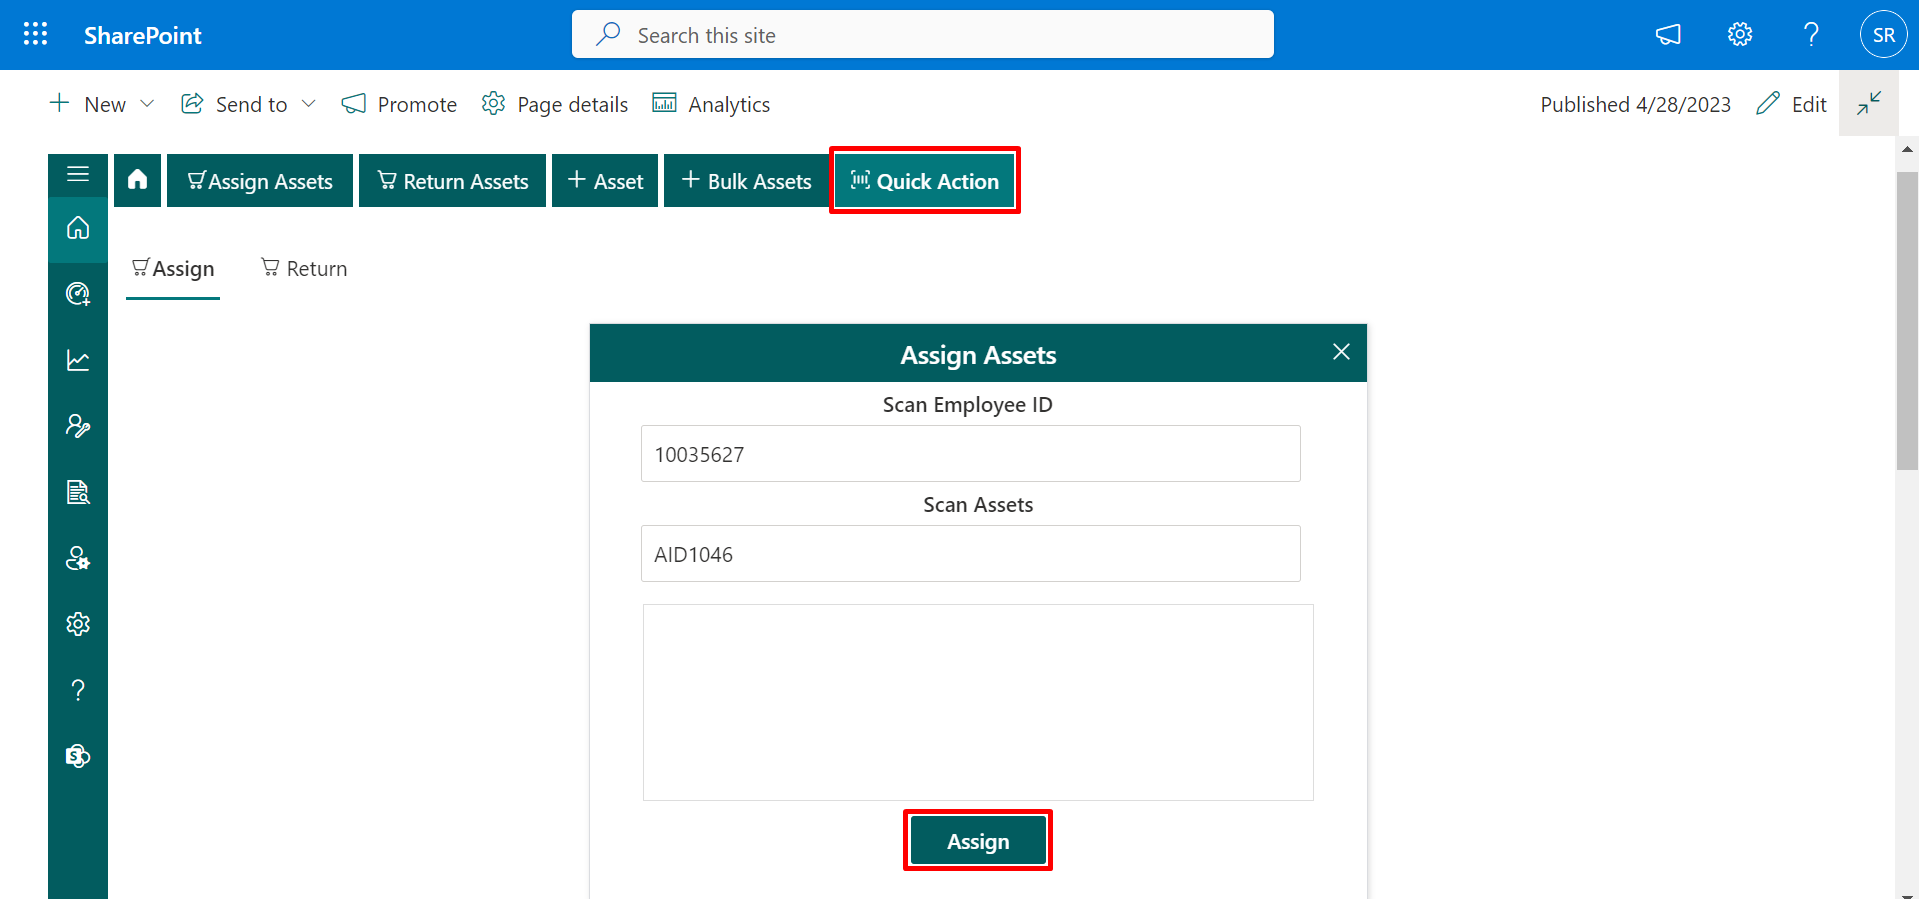 SharePoint
Search this site
SR
New
Send to
Promote
Page details
Analytics
Published 4/28/2023
Edit
Assign Assets
Return Assets
Asset
Bulk Assets
Quick Action
Assign
Return
Assign Assets
Scan Employee ID
10035627
Scan Assets
AID1046
Assign